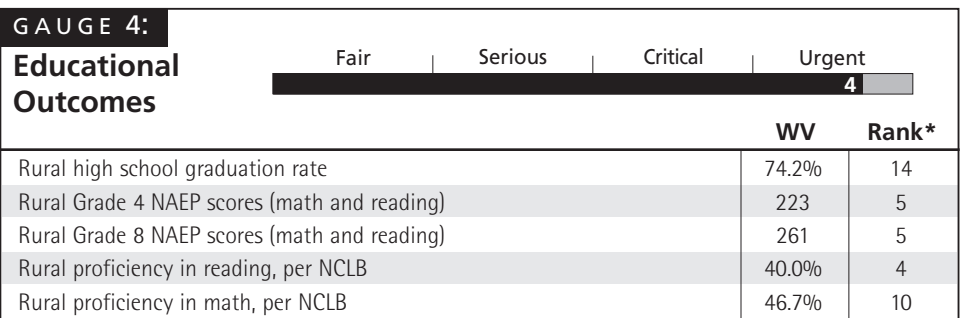 GAUGE 4:
Educational
Outcomes
Fair | Serious | Critical | Urgent
4
WV Rank*
Rural high school graduation rate 74.2% 14
Rural Grade 4 NAEP scores (math and reading) 223 5
Rural Grade 8 NAEP scores (math and reading) 261 5
Rural proficiency in reading, per NCLB 40.0% 4
Rural proficiency in math, per NCLB 46.7% 10